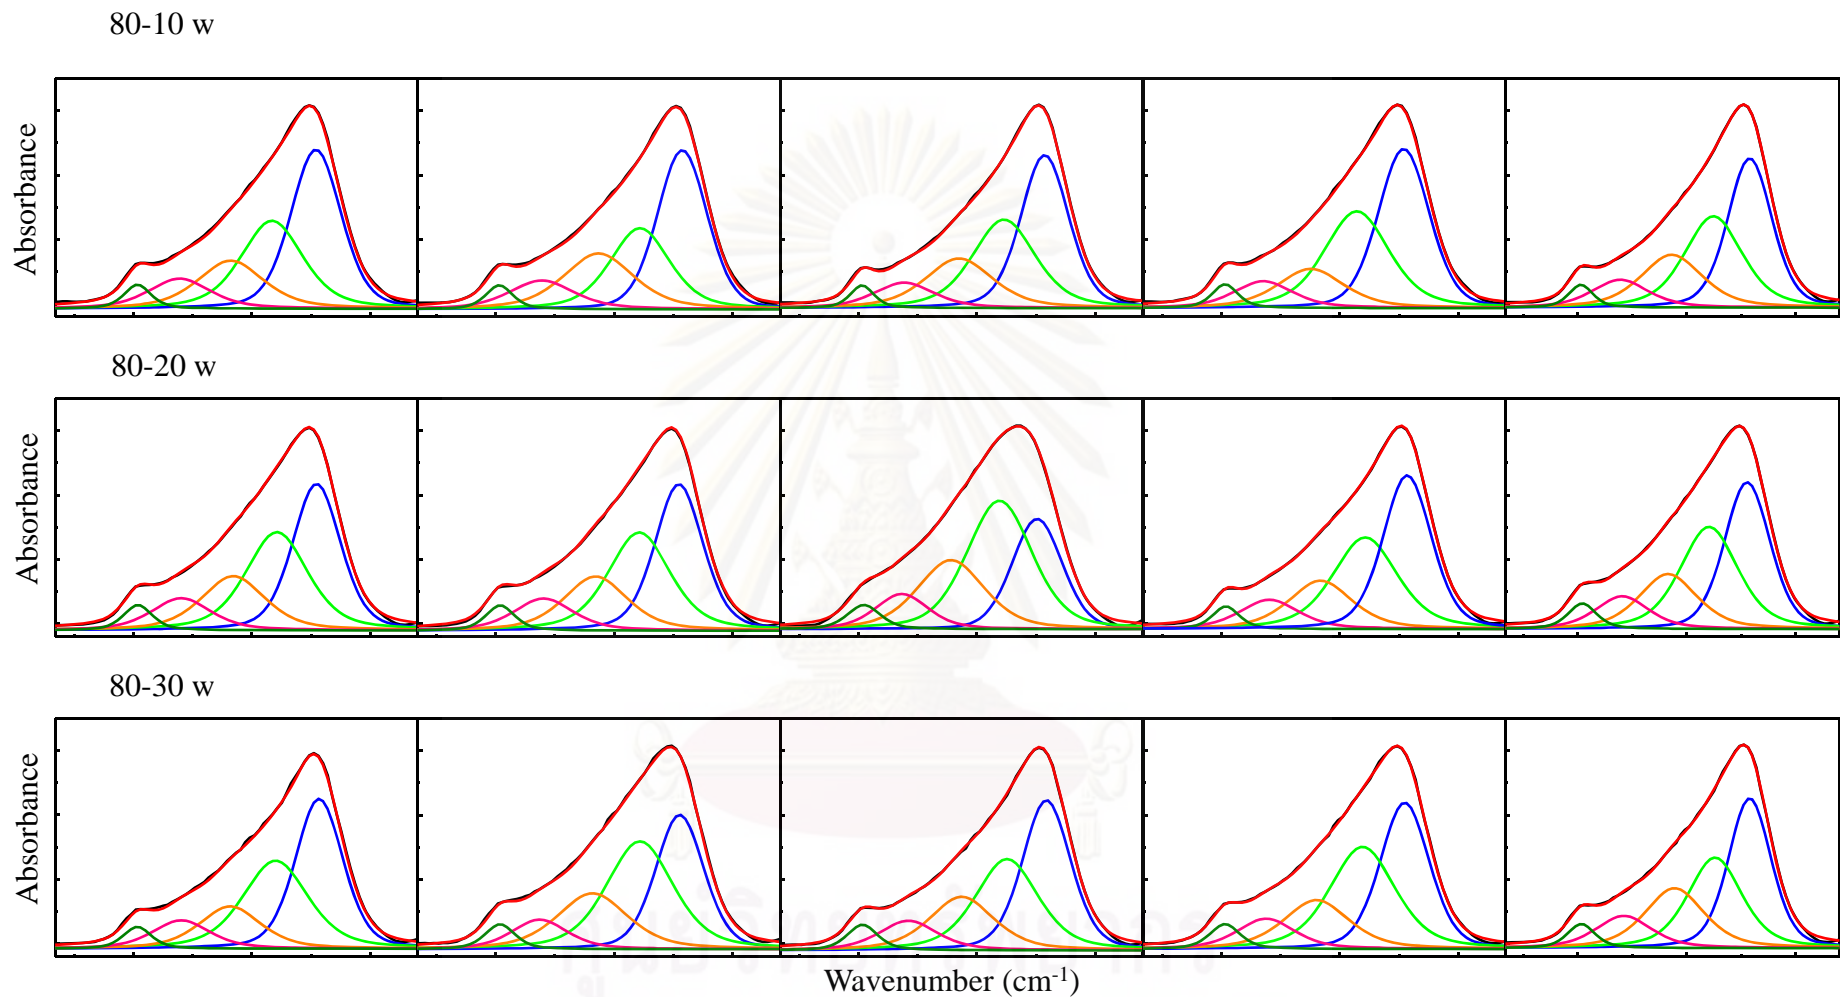 80-10 w
Absorbance
80-20 w
Absorbance
80-30 w
Absorbance
Wavenumber (cm⁻¹)